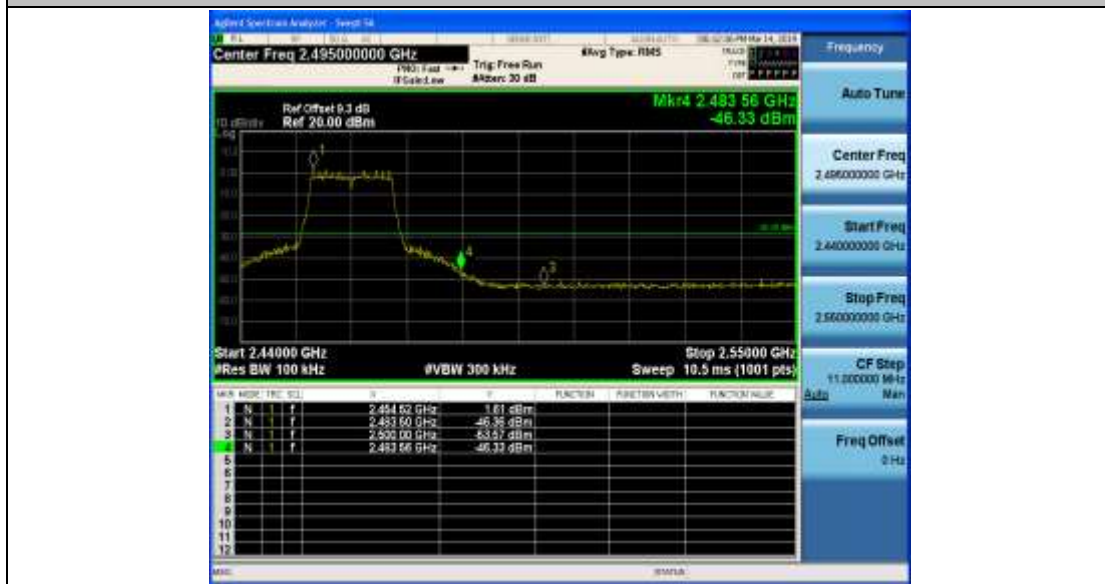 Agilent Spectrum Analyzer - Swept SA
Center Freq 2.495000000 GHz
PNO: Fast
IFGain:Low
Trig: Free Run
#Atten: 30 dB
#Avg Type: RMS
Frequency
Auto Tune
Mkr4 2.483 56 GHz
-46.33 dBm
Ref Offset 9.3 dB
10 dB/div Ref 20.00 dBm
Log
1
4
3
Center Freq
2.495000000 GHz
Start Freq
2.440000000 GHz
Stop Freq
2.550000000 GHz
Start 2.44000 GHz
Stop 2.55000 GHz
#Res BW 100 kHz
#VBW 300 kHz
Sweep 10.5 ms (1001 pts)
CF Step
11.000000 MHz
Auto Man
MKR MODE TRC SCL X Y FUNCTION FUNCTION WIDTH FUNCTION VALUE
1 N 1 f 2.454 52 GHz 1.61 dBm
2 N 1 f 2.483 50 GHz -46.36 dBm
3 N 1 f 2.500 00 GHz -53.57 dBm
4 N 1 f 2.483 56 GHz -46.33 dBm
5
6
7
8
9
10
11
12
Freq Offset
0 Hz
MSG
STATUS